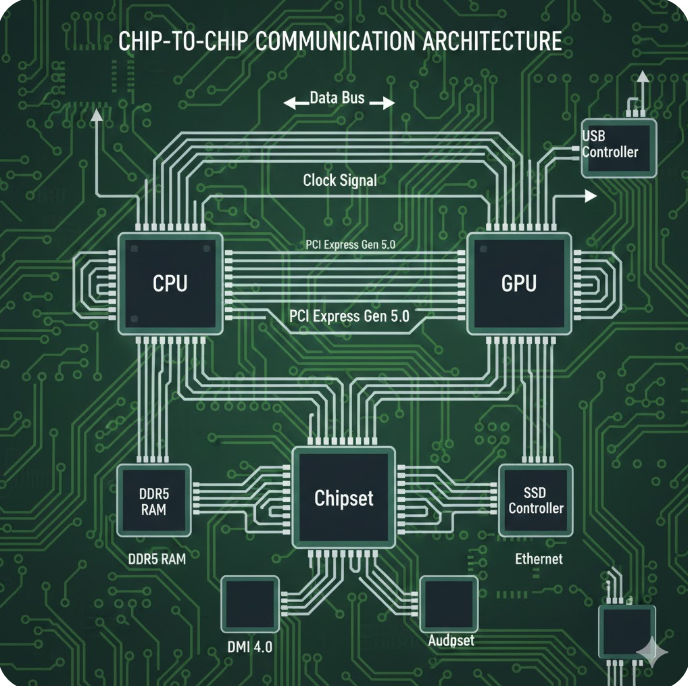 CHIP-TO-CHIP COMMUNICATION ARCHITECTURE
Data Bus
USB
Controller
Clock Signal
PCI Express Gen 5.0
CPU
GPU
PCI Express Gen 5.0
DDR5
RAM
Chipset
SSD
Controller
DDR5 RAM
Ethernet
DMI 4.0
Audpset